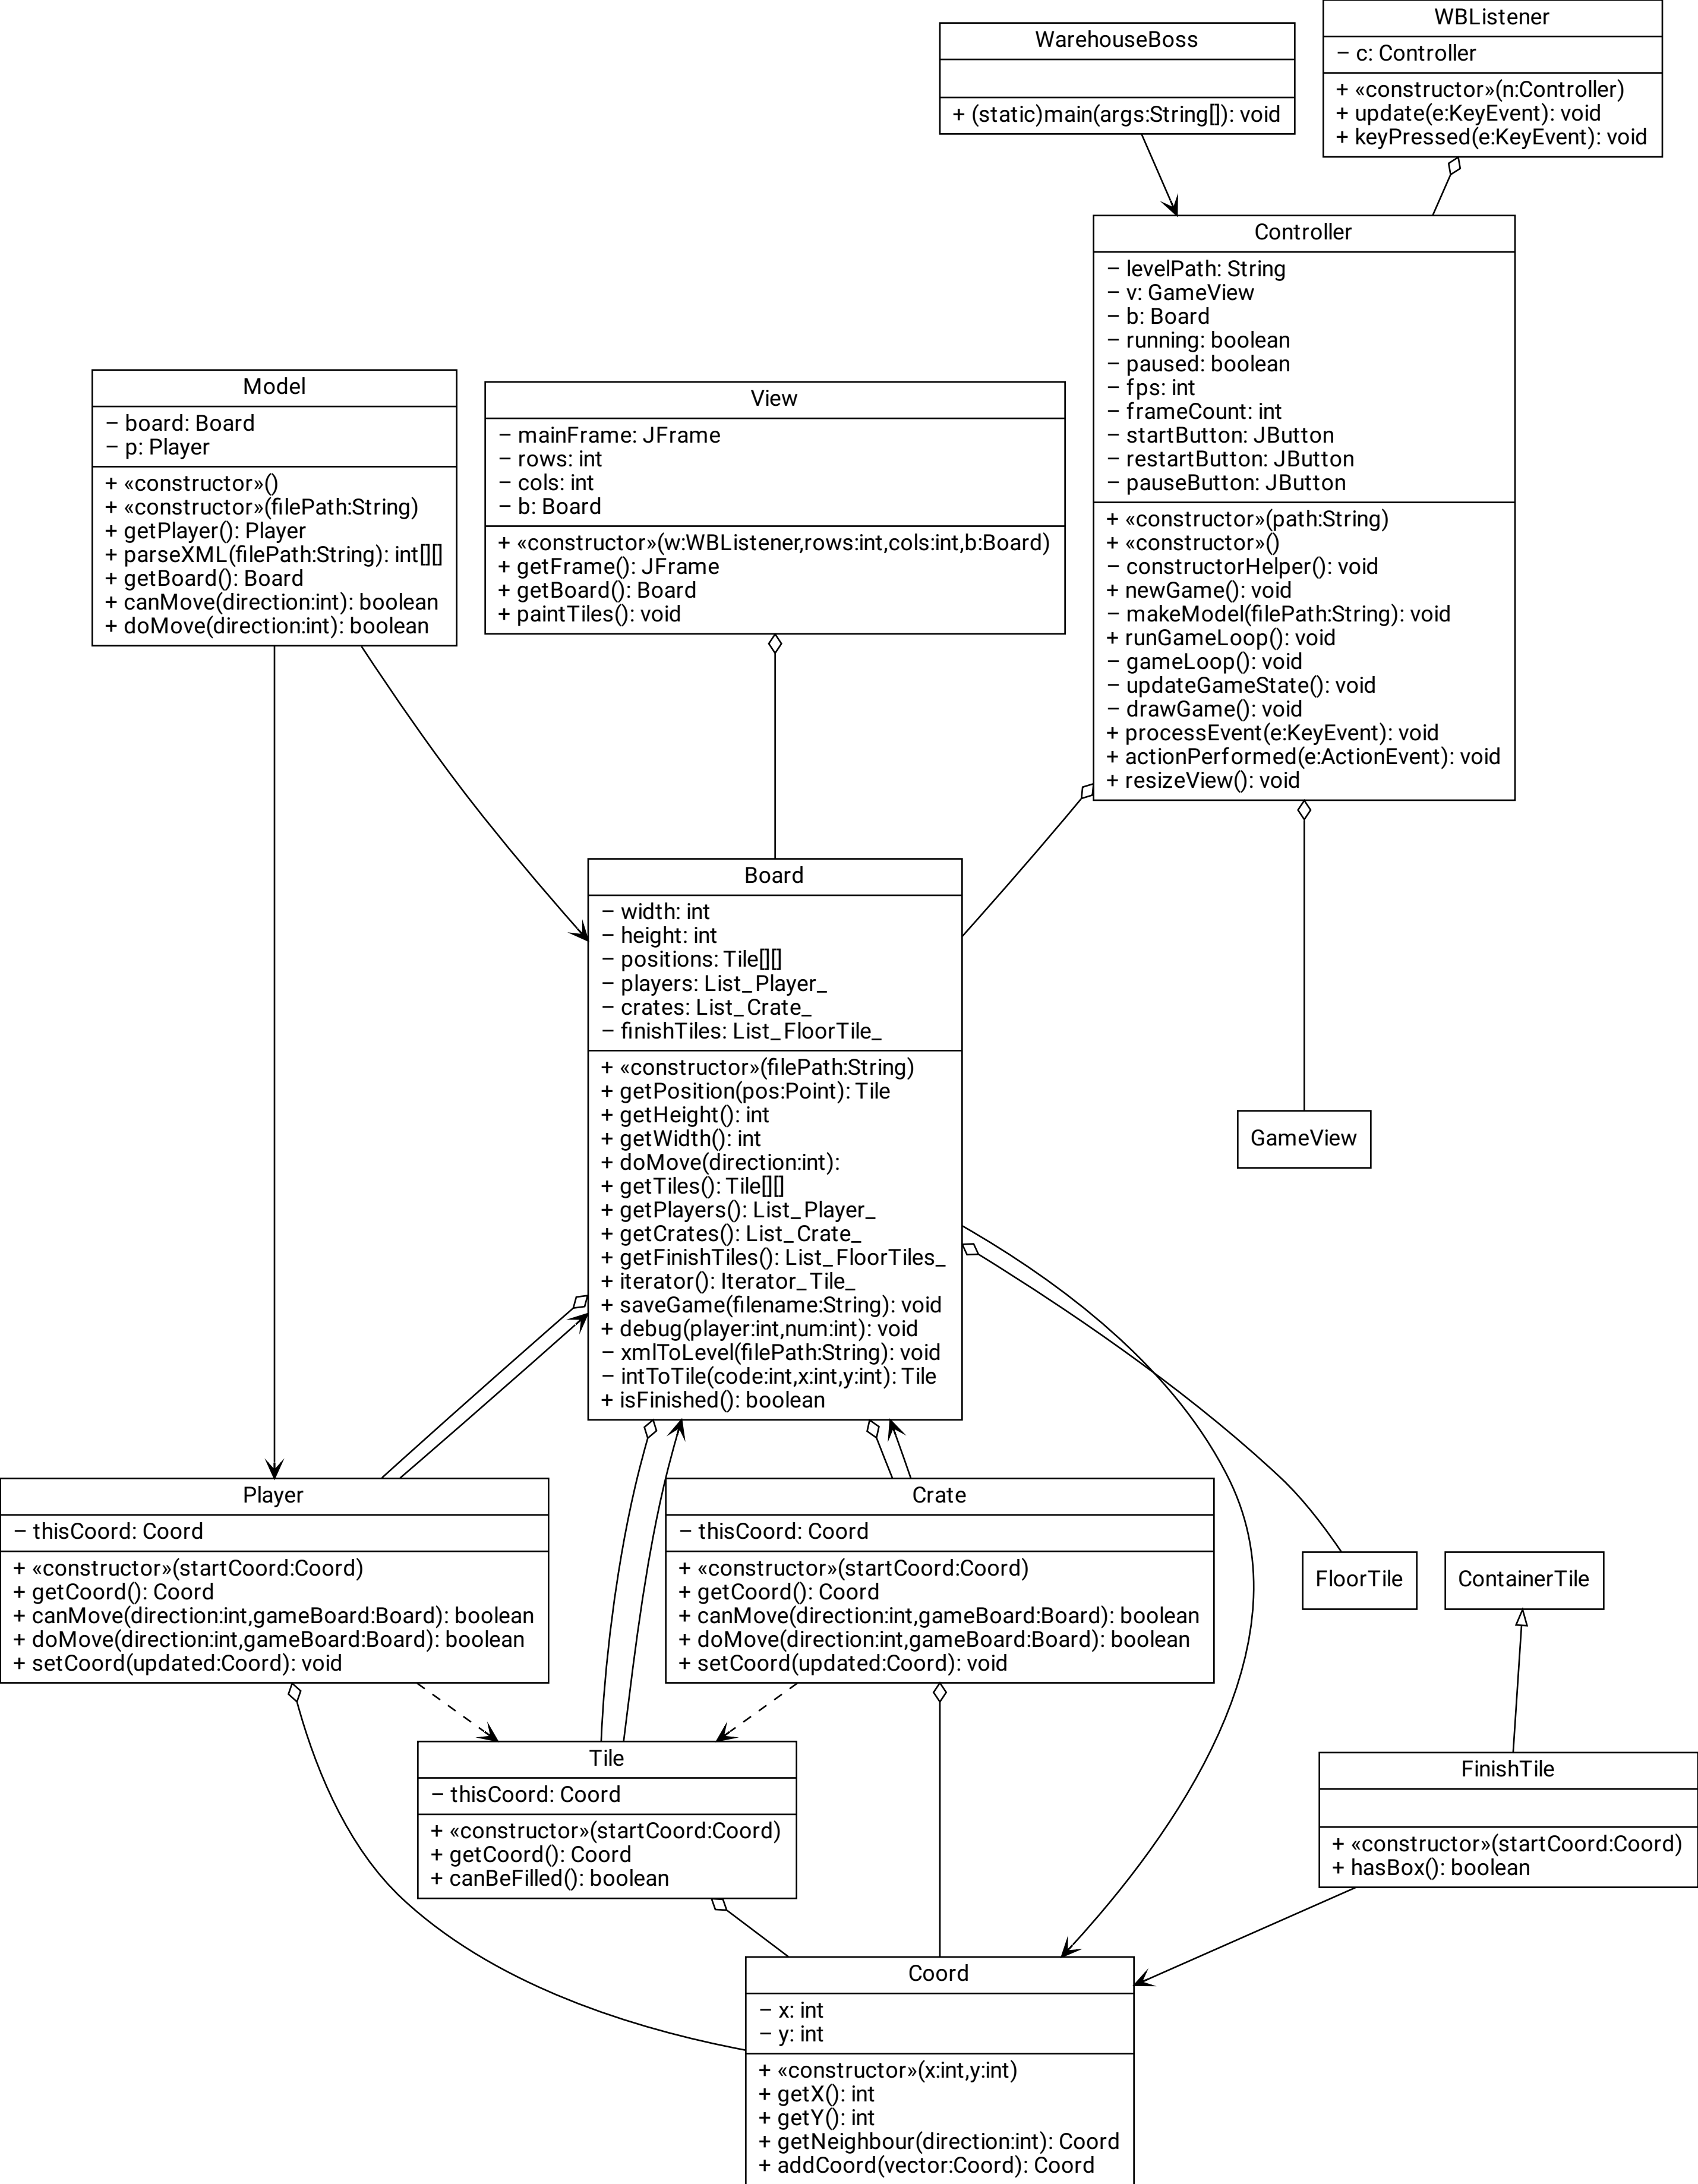 WarehouseBoss
+ (static)main(args:String[]): void
WBListener
− c: Controller
+ «constructor»(n:Controller)
+ update(e:KeyEvent): void
+ keyPressed(e:KeyEvent): void
Controller
− levelPath: String
− v: GameView
− b: Board
− running: boolean
− paused: boolean
− fps: int
− frameCount: int
− startButton: JButton
− restartButton: JButton
− pauseButton: JButton
+ «constructor»(path:String)
+ «constructor»()
− constructorHelper(): void
+ newGame(): void
− makeModel(filePath:String): void
+ runGameLoop(): void
− gameLoop(): void
− updateGameState(): void
− drawGame(): void
+ processEvent(e:KeyEvent): void
+ actionPerformed(e:ActionEvent): void
+ resizeView(): void
Model
− board: Board
− p: Player
+ «constructor»()
+ «constructor»(filePath:String)
+ getPlayer(): Player
+ parseXML(filePath:String): int[][]
+ getBoard(): Board
+ canMove(direction:int): boolean
+ doMove(direction:int): boolean
View
− mainFrame: JFrame
− rows: int
− cols: int
− b: Board
+ «constructor»(w:WBListener,rows:int,cols:int,b:Board)
+ getFrame(): JFrame
+ getBoard(): Board
+ paintTiles(): void
Board
− width: int
− height: int
− positions: Tile[][]
− players: List_Player_
− crates: List_Crate_
− finishTiles: List_FloorTile_
+ «constructor»(filePath:String)
+ getPosition(pos:Point): Tile
+ getHeight(): int
+ getWidth(): int
+ doMove(direction:int):
+ getTiles(): Tile[][]
+ getPlayers(): List_Player_
+ getCrates(): List_Crate_
+ getFinishTiles(): List_FloorTiles_
+ iterator(): Iterator_Tile_
+ saveGame(filename:String): void
+ debug(player:int,num:int): void
− xmlToLevel(filePath:String): void
− intToTile(code:int,x:int,y:int): Tile
+ isFinished(): boolean
GameView
Player
− thisCoord: Coord
+ «constructor»(startCoord:Coord)
+ getCoord(): Coord
+ canMove(direction:int,gameBoard:Board): boolean
+ doMove(direction:int,gameBoard:Board): boolean
+ setCoord(updated:Coord): void
Crate
− thisCoord: Coord
+ «constructor»(startCoord:Coord)
+ getCoord(): Coord
+ canMove(direction:int,gameBoard:Board): boolean
+ doMove(direction:int,gameBoard:Board): boolean
+ setCoord(updated:Coord): void
FloorTile
ContainerTile
Tile
− thisCoord: Coord
+ «constructor»(startCoord:Coord)
+ getCoord(): Coord
+ canBeFilled(): boolean
FinishTile
+ «constructor»(startCoord:Coord)
+ hasBox(): boolean
Coord
− x: int
− y: int
+ «constructor»(x:int,y:int)
+ getX(): int
+ getY(): int
+ getNeighbour(direction:int): Coord
+ addCoord(vector:Coord): Coord